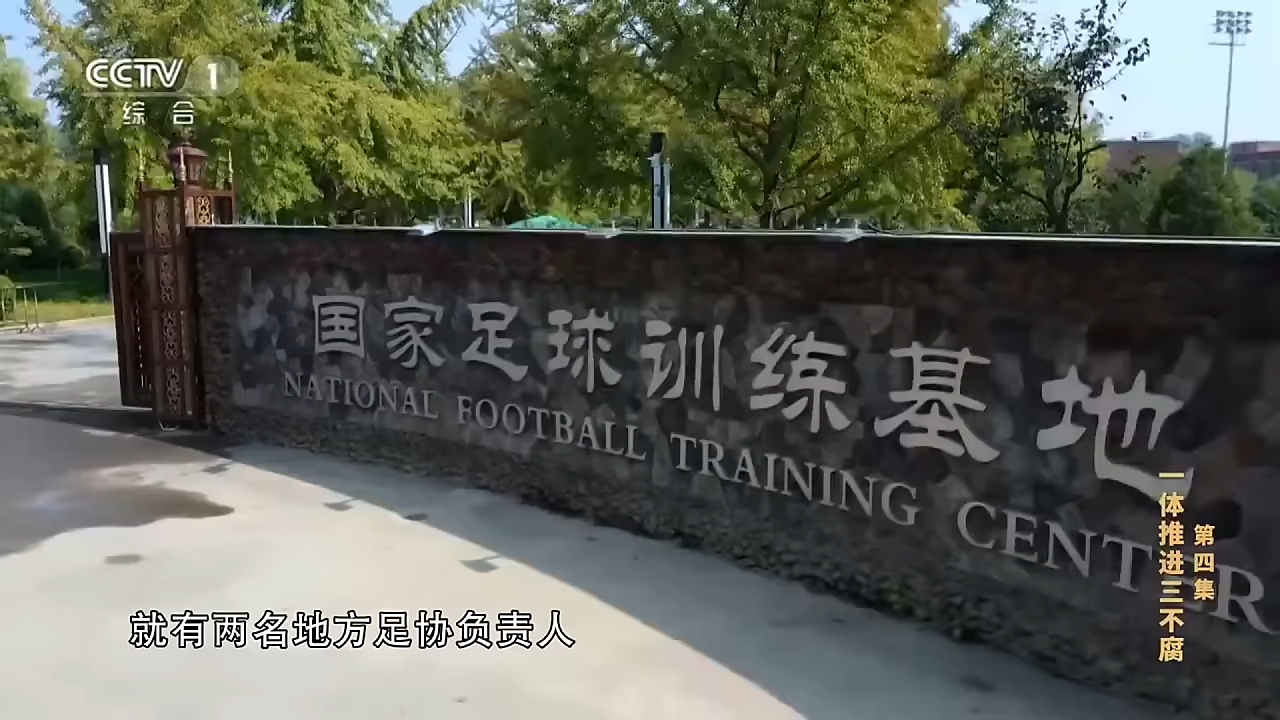 CCTV 1
综合
国家足球训练基地
NATIONAL FOOTBALL TRAINING CENTER
第四集
一体推进三不腐
就有两名地方足协负责人